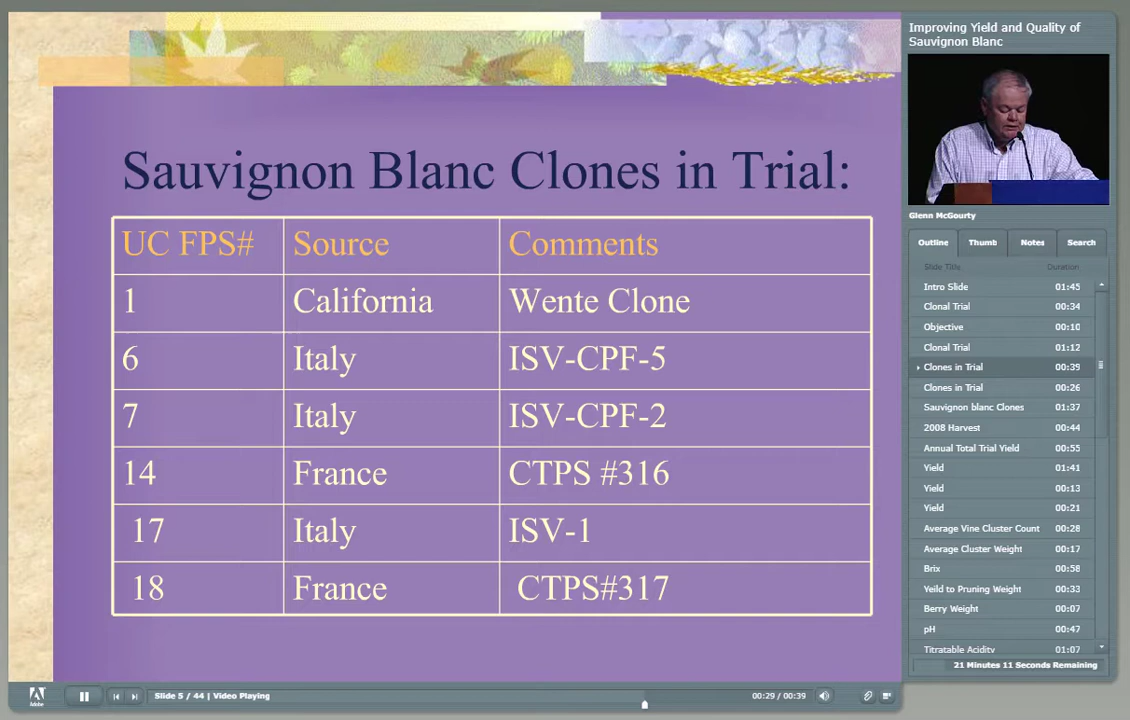 Sauvignon Blanc Clones in Trial:
UC FPS# Source Comments
1 California Wente Clone
6 Italy ISV-CPF-5
7 Italy ISV-CPF-2
14 France CTPS #316
17 Italy ISV-1
18 France CTPS#317
Improving Yield and Quality of
Sauvignon Blanc
Glenn McGourty
Outline Thumb Notes Search
Slide Title Duration
Intro Slide 01:45
Clonal Trial 00:34
Objective 00:10
Clonal Trial 01:12
Clones in Trial 00:39
Clones in Trial 00:26
Sauvignon blanc Clones 01:37
2008 Harvest 00:44
Annual Total Trial Yield 00:55
Yield 01:41
Yield 00:13
Yield 00:21
Average Vine Cluster Count 00:28
Average Cluster Weight 00:17
Brix 00:58
Yeild to Pruning Weight 00:33
Berry Weight 00:07
pH 00:47
Titratable Acidity 01:07
21 Minutes 11 Seconds Remaining
Adobe
Slide 5 / 44 | Video Playing 00:29 / 00:39